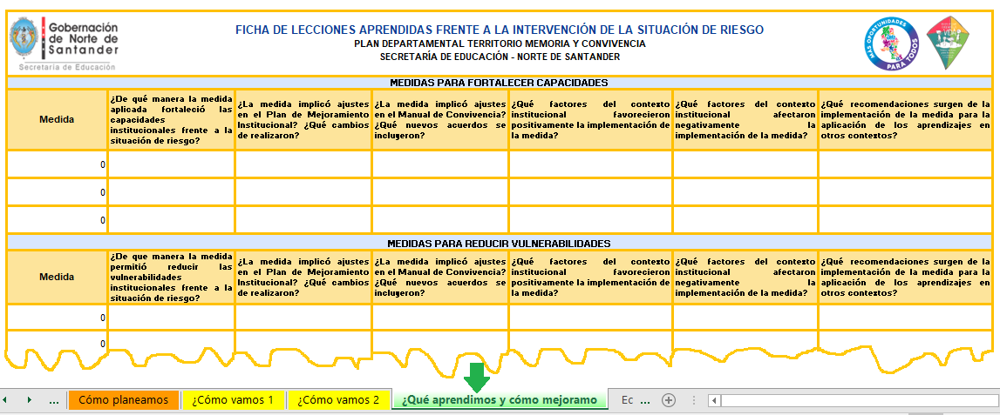 Gobernación
de Norte de
Santander
Secretaría de Educación
FICHA DE LECCIONES APRENDIDAS FRENTE A LA INTERVENCIÓN DE LA SITUACIÓN DE RIESGO
PLAN DEPARTAMENTAL TERRITORIO MEMORIA Y CONVIVENCIA
SECRETARÍA DE EDUCACIÓN - NORTE DE SANTANDER
MÁS OPORTUNIDADES
PARA TODOS
MEDIDAS PARA FORTALECER CAPACIDADES
Medida
¿De qué manera la medida
aplicada fortaleció las
capacidades
institucionales frente a la
situación de riesgo?
¿La medida implicó ajustes
en el Plan de Mejoramiento
Institucional? ¿Qué cambios
de realizaron?
¿La medida implicó ajustes
en el Manual de Convivencia?
¿Qué nuevos acuerdos se
incluyeron?
¿Qué factores del contexto
institucional favorecieron
positivamente la implementación de
la medida?
¿Qué factores del contexto
institucional afectaron
negativamente la
implementación de la medida?
¿Qué recomendaciones surgen de la
implementación de la medida para la
aplicación de los aprendizajes en
otros contextos?
0
0
0
MEDIDAS PARA REDUCIR VULNERABILIDADES
Medida
¿De que manera la medida
permitió reducir las
vulnerabilidades
institucionales frente a la
situación de riesgo?
¿La medida implicó ajustes
en el Plan de Mejoramiento
Institucional? ¿Qué cambios
de realizaron?
¿La medida implicó ajustes
en el Manual de Convivencia?
¿Qué nuevos acuerdos se
incluyeron?
¿Qué factores del contexto
institucional favorecieron
positivamente la implementación de
la medida?
¿Qué factores del contexto
institucional afectaron
negativamente la
implementación de la medida?
¿Qué recomendaciones surgen de la
implementación de la medida para la
aplicación de los aprendizajes en
otros contextos?
0
0
... Cómo planeamos ¿Cómo vamos 1 ¿Cómo vamos 2 ¿Qué aprendimos y cómo mejoramo Ec ...